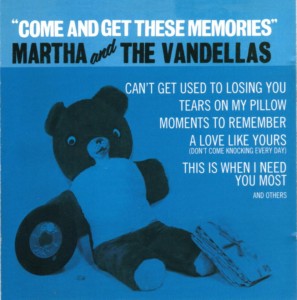 "COME AND GET THESE MEMORIES"
MARTHA and THE VANDELLAS
CAN'T GET USED TO LOSING YOU
TEARS ON MY PILLOW
MOMENTS TO REMEMBER
A LOVE LIKE YOURS
(DON'T COME KNOCKING EVERY DAY)
THIS IS WHEN I NEED
YOU MOST
AND OTHERS